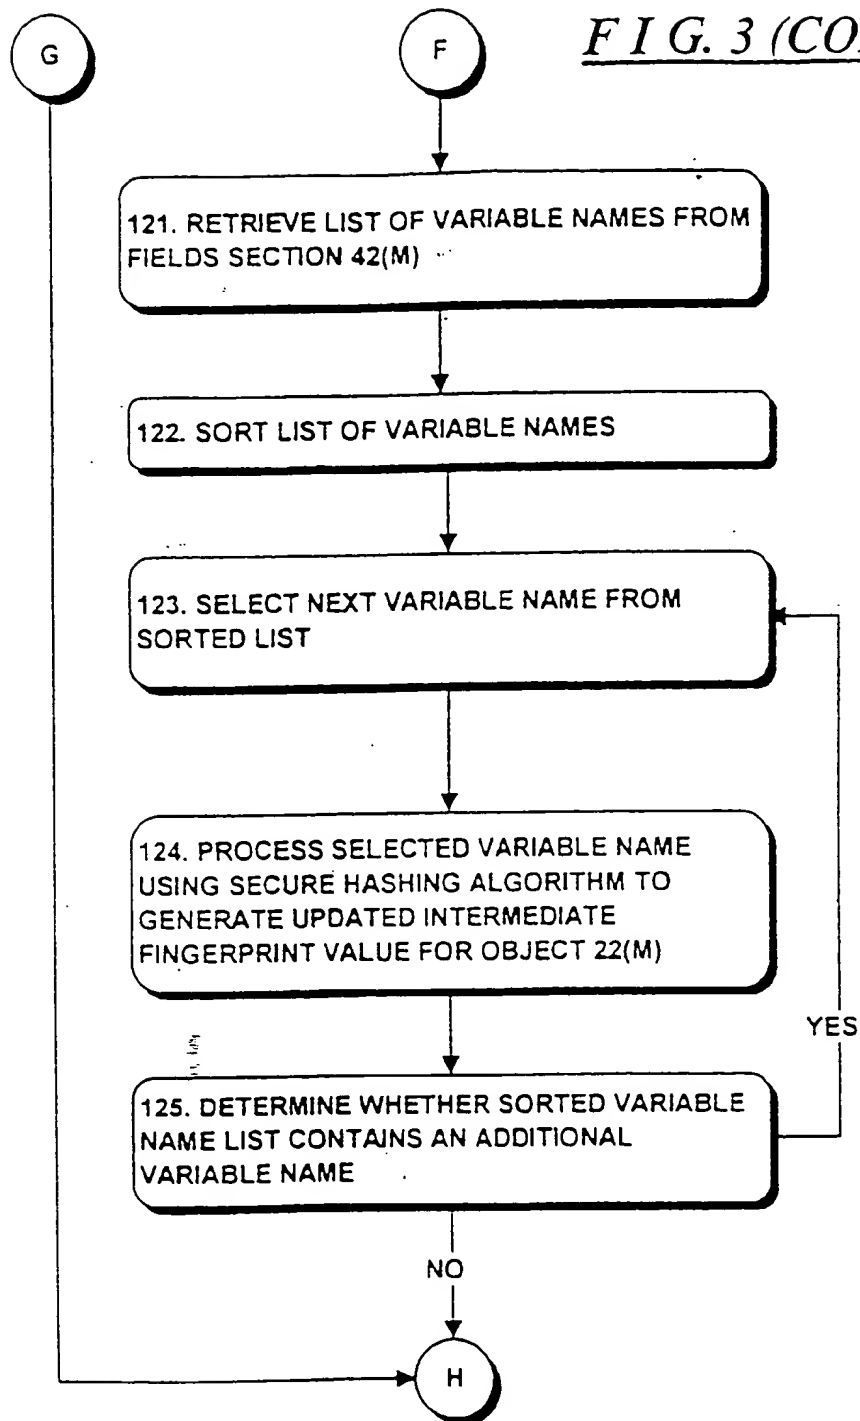 G
F
F I G. 3 (CO
121. RETRIEVE LIST OF VARIABLE NAMES FROM
FIELDS SECTION 42(M)
122. SORT LIST OF VARIABLE NAMES
123. SELECT NEXT VARIABLE NAME FROM
SORTED LIST
124. PROCESS SELECTED VARIABLE NAME
USING SECURE HASHING ALGORITHM TO
GENERATE UPDATED INTERMEDIATE
FINGERPRINT VALUE FOR OBJECT 22(M)
YES
125. DETERMINE WHETHER SORTED VARIABLE
NAME LIST CONTAINS AN ADDITIONAL
VARIABLE NAME
NO
H